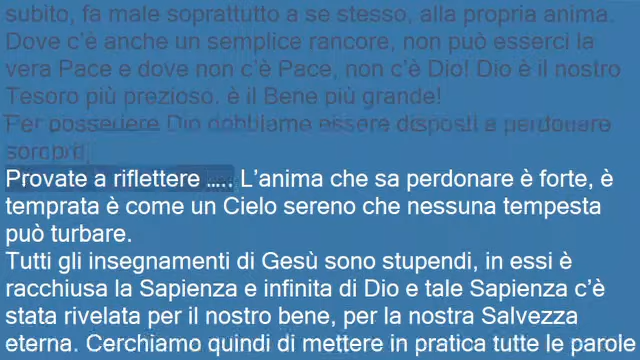 subito, fa male soprattutto a se stesso, alla propria anima.
Dove c'è anche un semplice rancore, non può esserci la
vera Pace e dove non c'è Pace, non c'è Dio! Dio è il nostro
Tesoro più prezioso. è il Bene più grande!
Per possedere Dio dobbiamo essere disposti a perdonare
Provate a riflettere ..... L'anima che sa perdonare è forte, è
temprata è come un Cielo sereno che nessuna tempesta
può turbare.
Tutti gli insegnamenti di Gesù sono stupendi, in essi è
racchiusa la Sapienza e infinita di Dio e tale Sapienza c'è
stata rivelata per il nostro bene, per la nostra Salvezza
eterna. Cerchiamo quindi di mettere in pratica tutte le parole